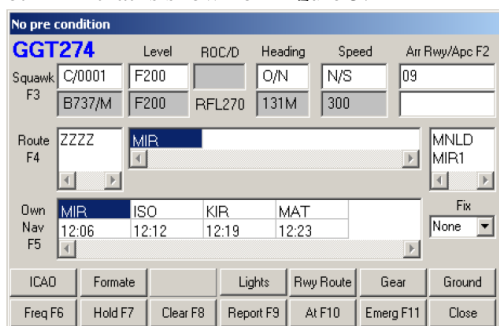 No pre condition
GGT274 Level ROC/D Heading Speed Arr Rwy/Apc F2
Squawk F3 C/0001 F200 O/N N/S 09
B737/M F200 RFL270 131M 300
Route F4 ZZZZ MIR MNLD
MIR1
Own Nav F5 MIR ISO KIR MAT Fix
12:06 12:12 12:19 12:23 None
ICAO Formate Lights Rwy Route Gear Ground
Freq F6 Hold F7 Clear F8 Report F9 At F10 Emerg F11 Close